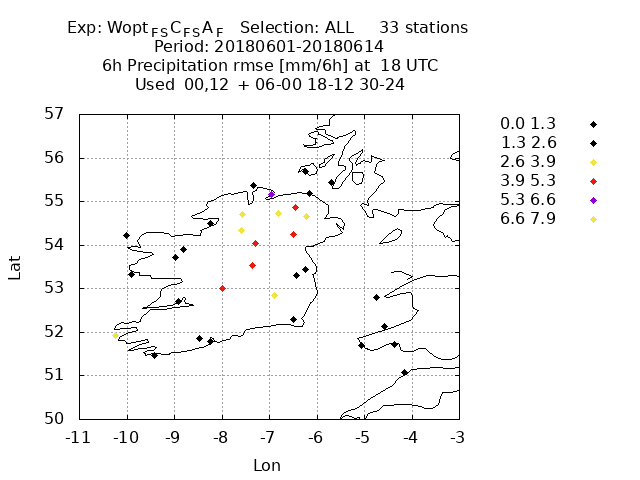 Exp: Wopt FS C FS A F Selection: ALL 33 stations
Period: 20180601-20180614
6h Precipitation rmse [mm/6h] at 18 UTC
Used 00,12 + 06-00 18-12 30-24
57
56
55
54
53
52
51
50
-11 -10 -9 -8 -7 -6 -5 -4 -3
Lat
Lon
0.0 1.3
1.3 2.6
2.6 3.9
3.9 5.3
5.3 6.6
6.6 7.9